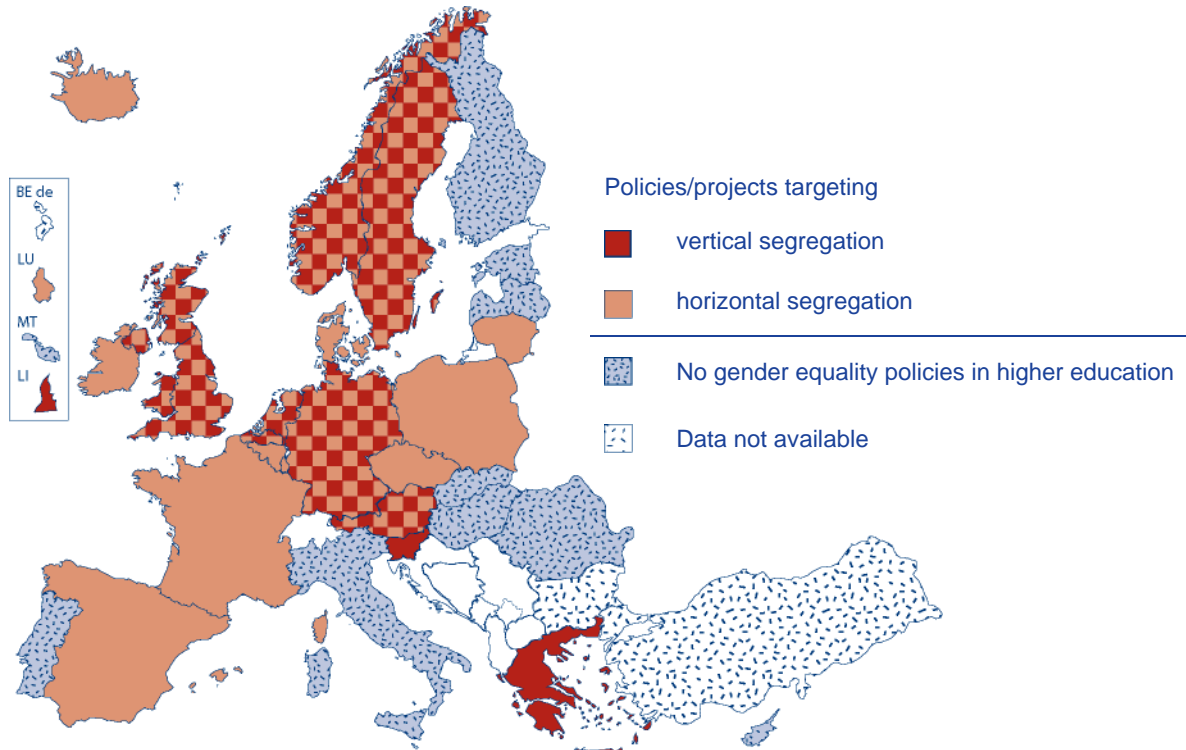 BE de
LU
MT
LI
Policies/projects targeting
vertical segregation
horizontal segregation
No gender equality policies in higher education
Data not available